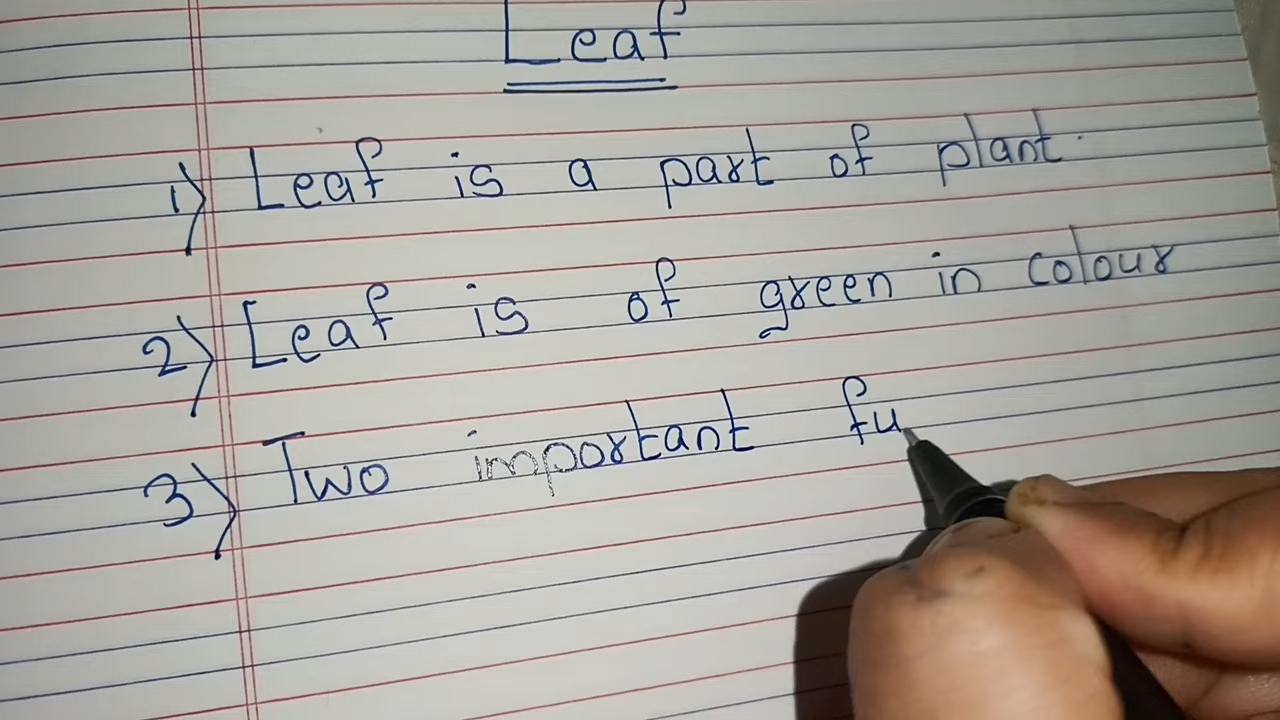 Leaf
1) Leaf is a part of plant.
2) Leaf is of green in colour
3) Two important fu